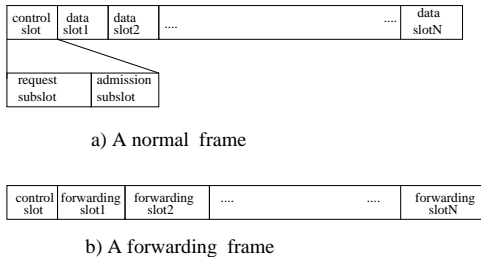 control data data data
slot slot1 slot2 .... ... slotN
request admission
subslot subslot
a) A normal frame
control forwarding forwarding .... .... forwarding
slot slot1 slot2 slotN
b) A forwarding frame